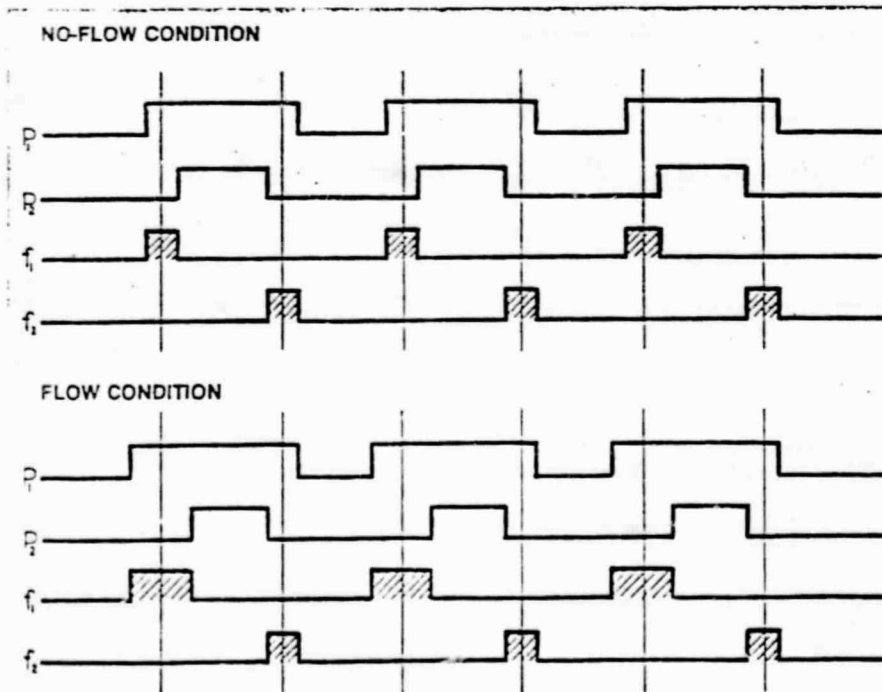 NO-FLOW CONDITION
P₁
P₂
f₁
f₂
FLOW CONDITION
P₁
P₂
f₁
f₂